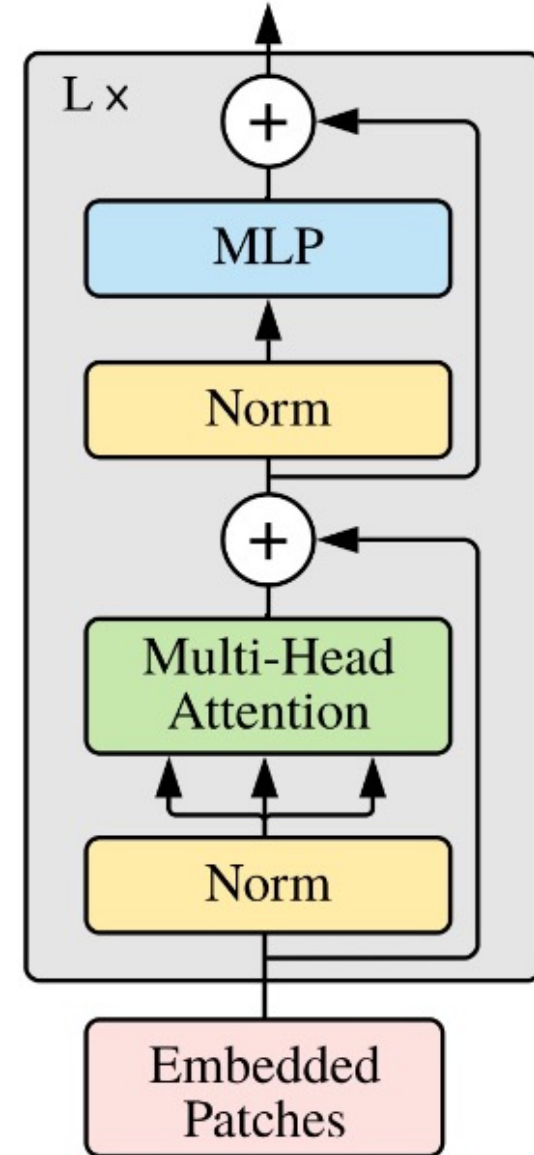 L ×
+
MLP
Norm
+
Multi-Head
Attention
Norm
Embedded
Patches